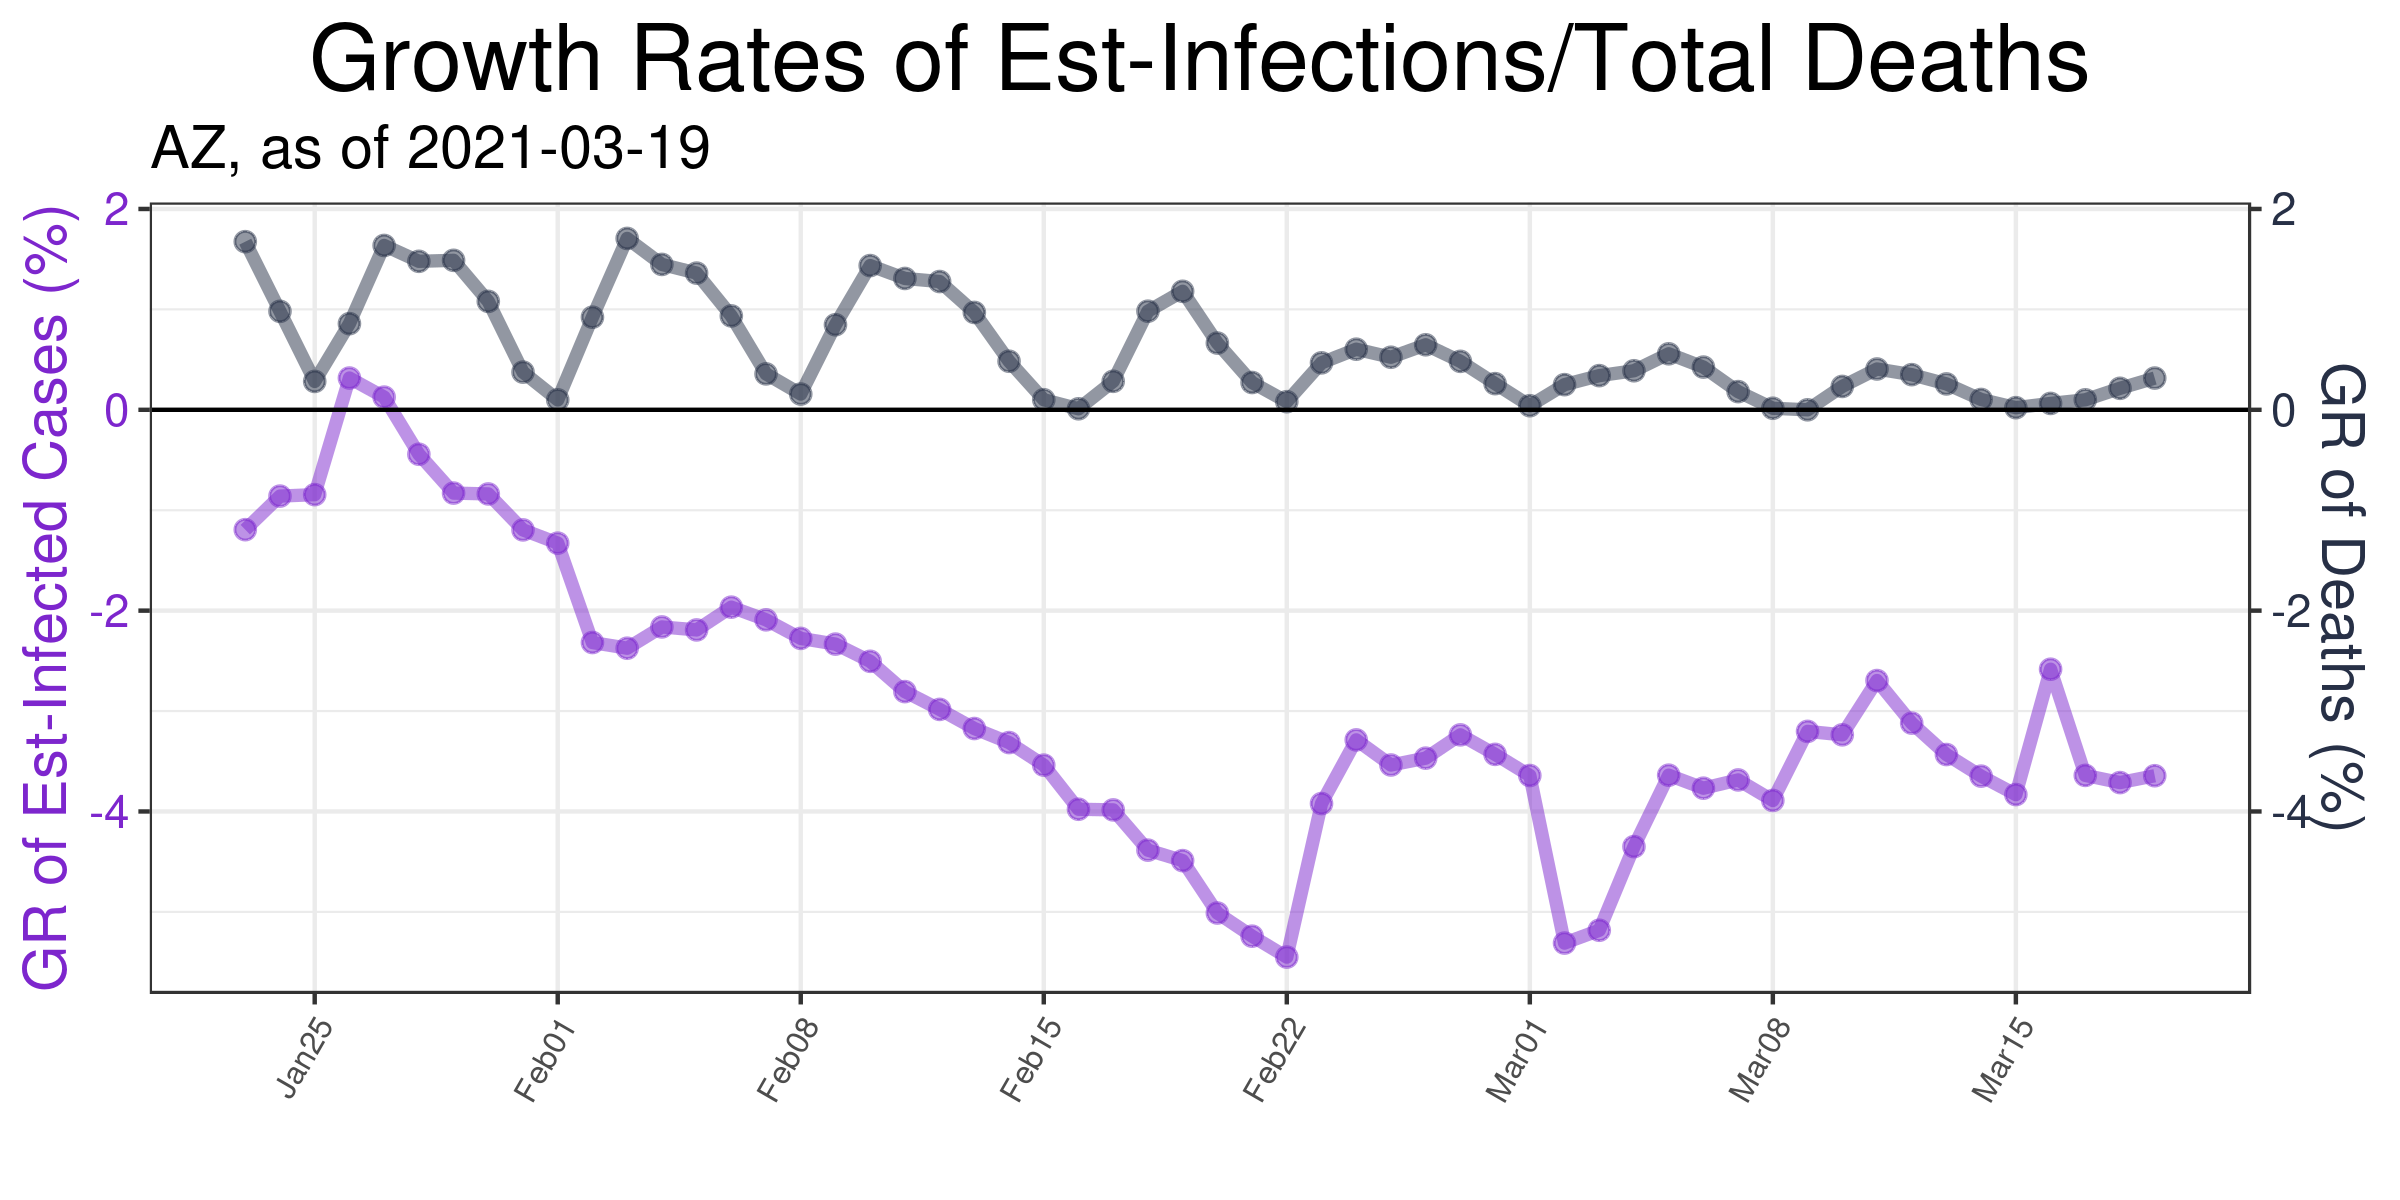 Growth Rates of Est-Infections/Total Deaths
AZ, as of 2021-03-19
GR of Est-Infected Cases (%)
2
0
-2
-4
2
0
-2
-4
GR of Deaths (%)
Jan25
Feb01
Feb08
Feb15
Feb22
Mar01
Mar08
Mar15